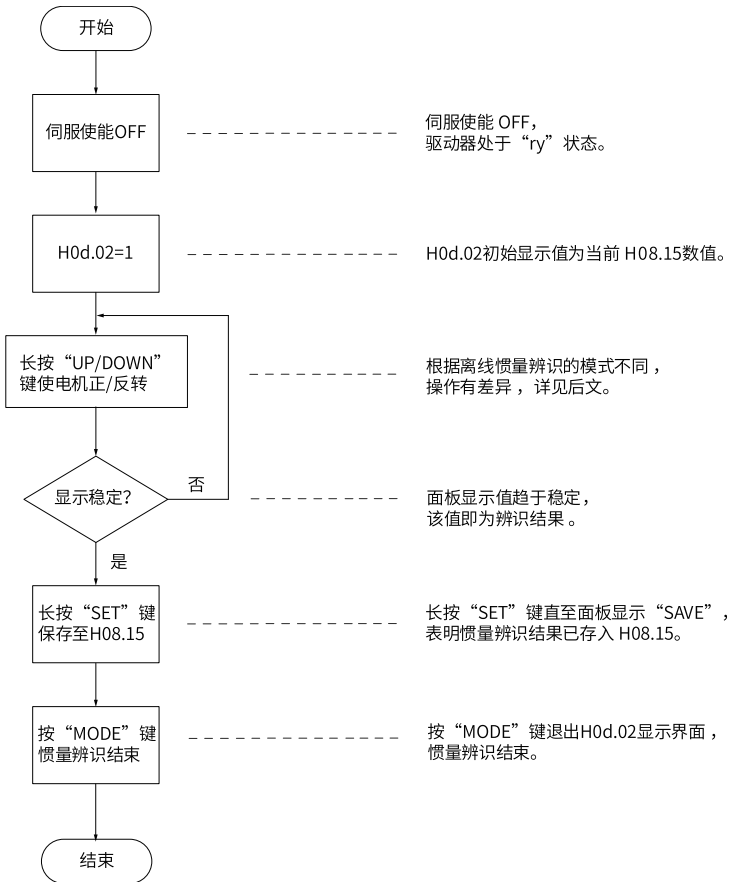 开始
伺服使能OFF
伺服使能 OFF，
驱动器处于“ry”状态。
H0d.02=1
H0d.02初始显示值为当前 H08.15数值。
长按“UP/DOWN”
键使电机正/反转
根据离线惯量辨识的模式不同，
操作有差异，详见后文。
显示稳定？
否
面板显示值趋于稳定，
该值即为辨识结果。
是
长按“SET”键
保存至H08.15
长按“SET”键直至面板显示“SAVE”，
表明惯量辨识结果已存入 H08.15。
按“MODE”键
惯量辨识结束
按“MODE”键退出H0d.02显示界面，
惯量辨识结束。
结束